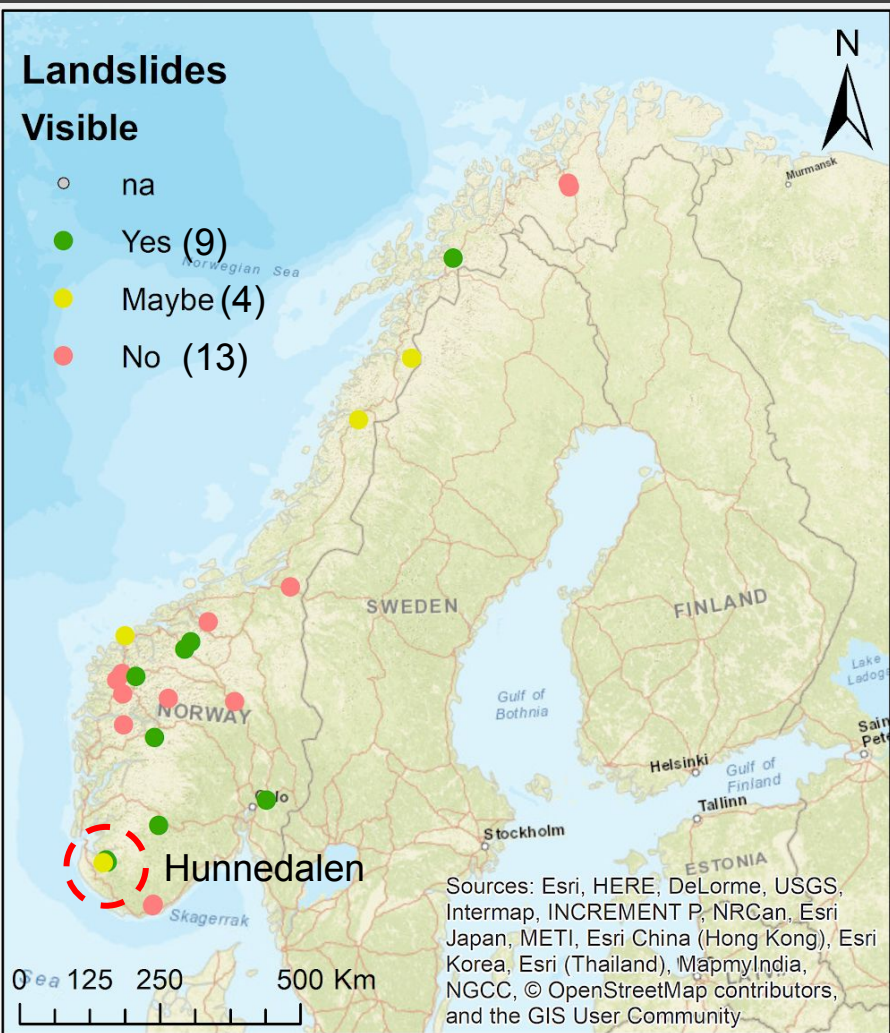 Landslides
Visible
na
Yes (9)
Maybe (4)
No (13)
N
Murmansk
Norwegian Sea
SWEDEN
FINLAND
Lake
Ladoga
NORWAY
Gulf of
Bothnia
Helsinki
Gulf of
Finland
Tallinn
Stockholm
ESTONIA
Hunnedalen
Skagerrak
Sea
0 125 250 500 Km
Sources: Esri, HERE, DeLorme, USGS,
Intermap, INCREMENT P, NRCan, Esri
Japan, METI, Esri China (Hong Kong), Esri
Korea, Esri (Thailand), MapmyIndia,
NGCC, © OpenStreetMap contributors,
and the GIS User Community